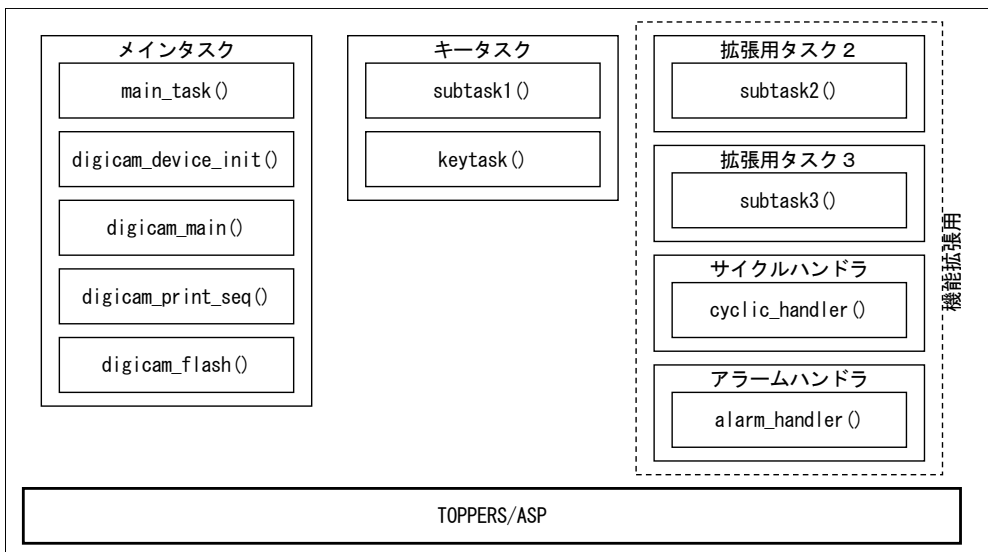 メインタスク
main_task()
digicam_device_init()
digicam_main()
digicam_print_seq()
digicam_flash()
キータスク
subtask1()
keytask()
拡張用タスク２
subtask2()
拡張用タスク３
subtask3()
サイクルハンドラ
cyclic_handler()
アラームハンドラ
alarm_handler()
機能拡張用
TOPPERS/ASP